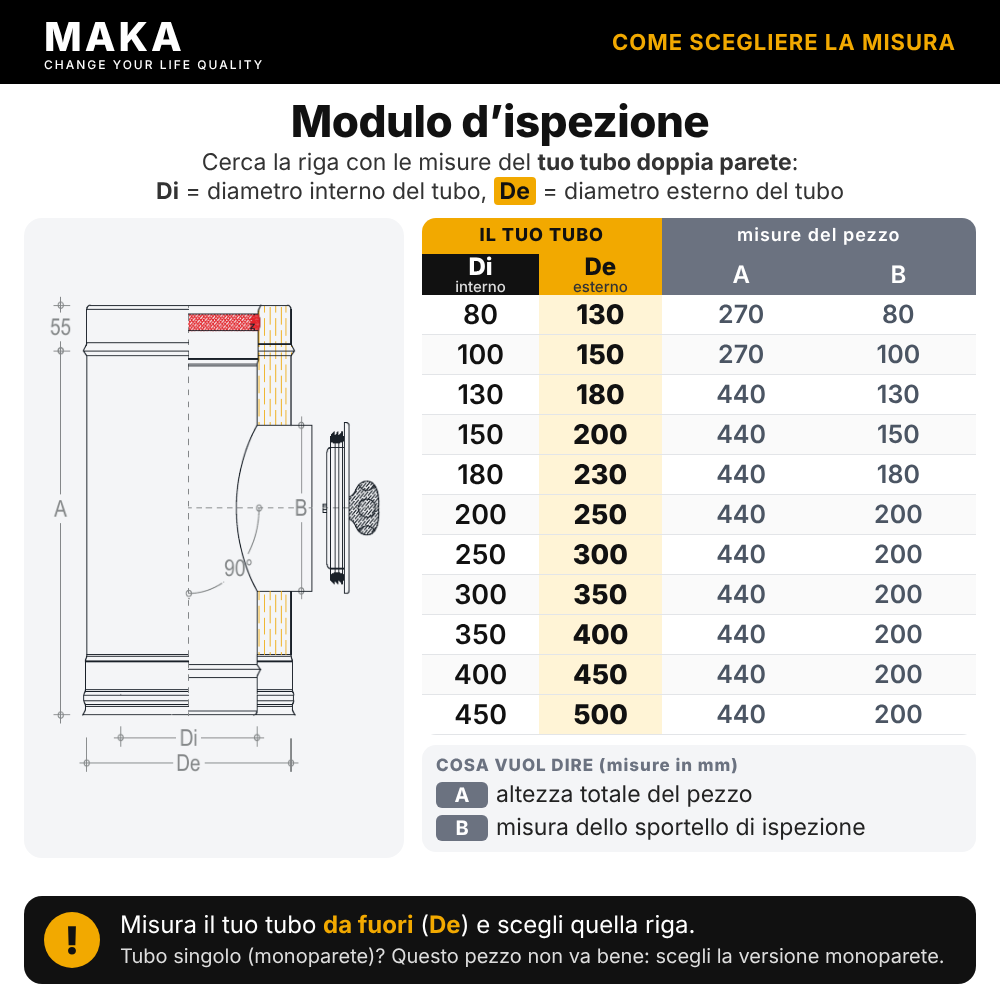 MAKA
CHANGE YOUR LIFE QUALITY
COME SCEGLIERE LA MISURA
Modulo d’ispezione
Cerca la riga con le misure del tuo tubo doppia parete:
Di = diametro interno del tubo, De = diametro esterno del tubo
55
A
B
90°
Di
De
IL TUO TUBO misure del pezzo
Di interno De esterno A B
80 130 270 80
100 150 270 100
130 180 440 130
150 200 440 150
180 230 440 180
200 250 440 200
250 300 440 200
300 350 440 200
350 400 440 200
400 450 440 200
450 500 440 200
COSA VUOL DIRE (misure in mm)
A altezza totale del pezzo
B misura dello sportello di ispezione
! Misura il tuo tubo da fuori (De) e scegli quella riga.
Tubo singolo (monoparete)? Questo pezzo non va bene: scegli la versione monoparete.